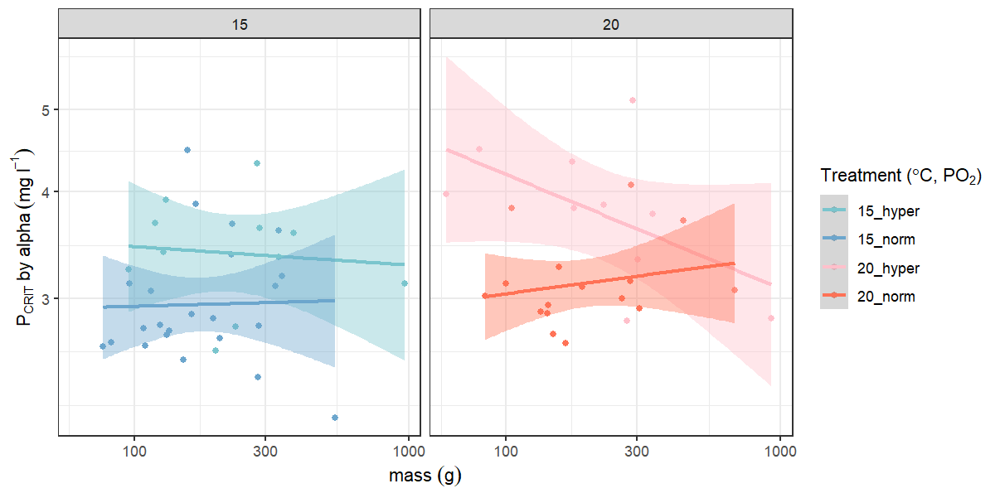 15
20
P_CRIT by alpha (mg l⁻¹)
5
4
3
100
300
1000
100
300
1000
mass (g)
Treatment (°C, PO₂)
15_hyper
15_norm
20_hyper
20_norm